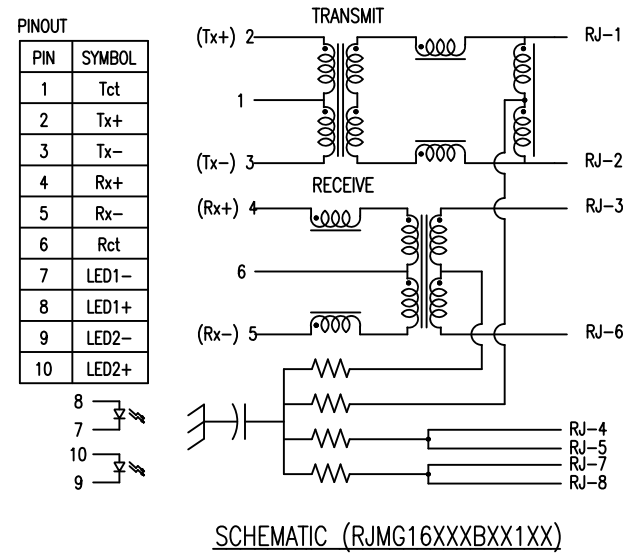 PINOUT
PIN SYMBOL
1 Tct
2 Tx+
3 Tx−
4 Rx+
5 Rx−
6 Rct
7 LED1−
8 LED1+
9 LED2−
10 LED2+
8
7
10
9
TRANSMIT
(Tx+) 2
RJ−1
1
(Tx−) 3
RJ−2
RECEIVE
(Rx+) 4
RJ−3
6
(Rx−) 5
RJ−6
RJ−4
RJ−5
RJ−7
RJ−8
SCHEMATIC (RJMG16XXXBXX1XX)